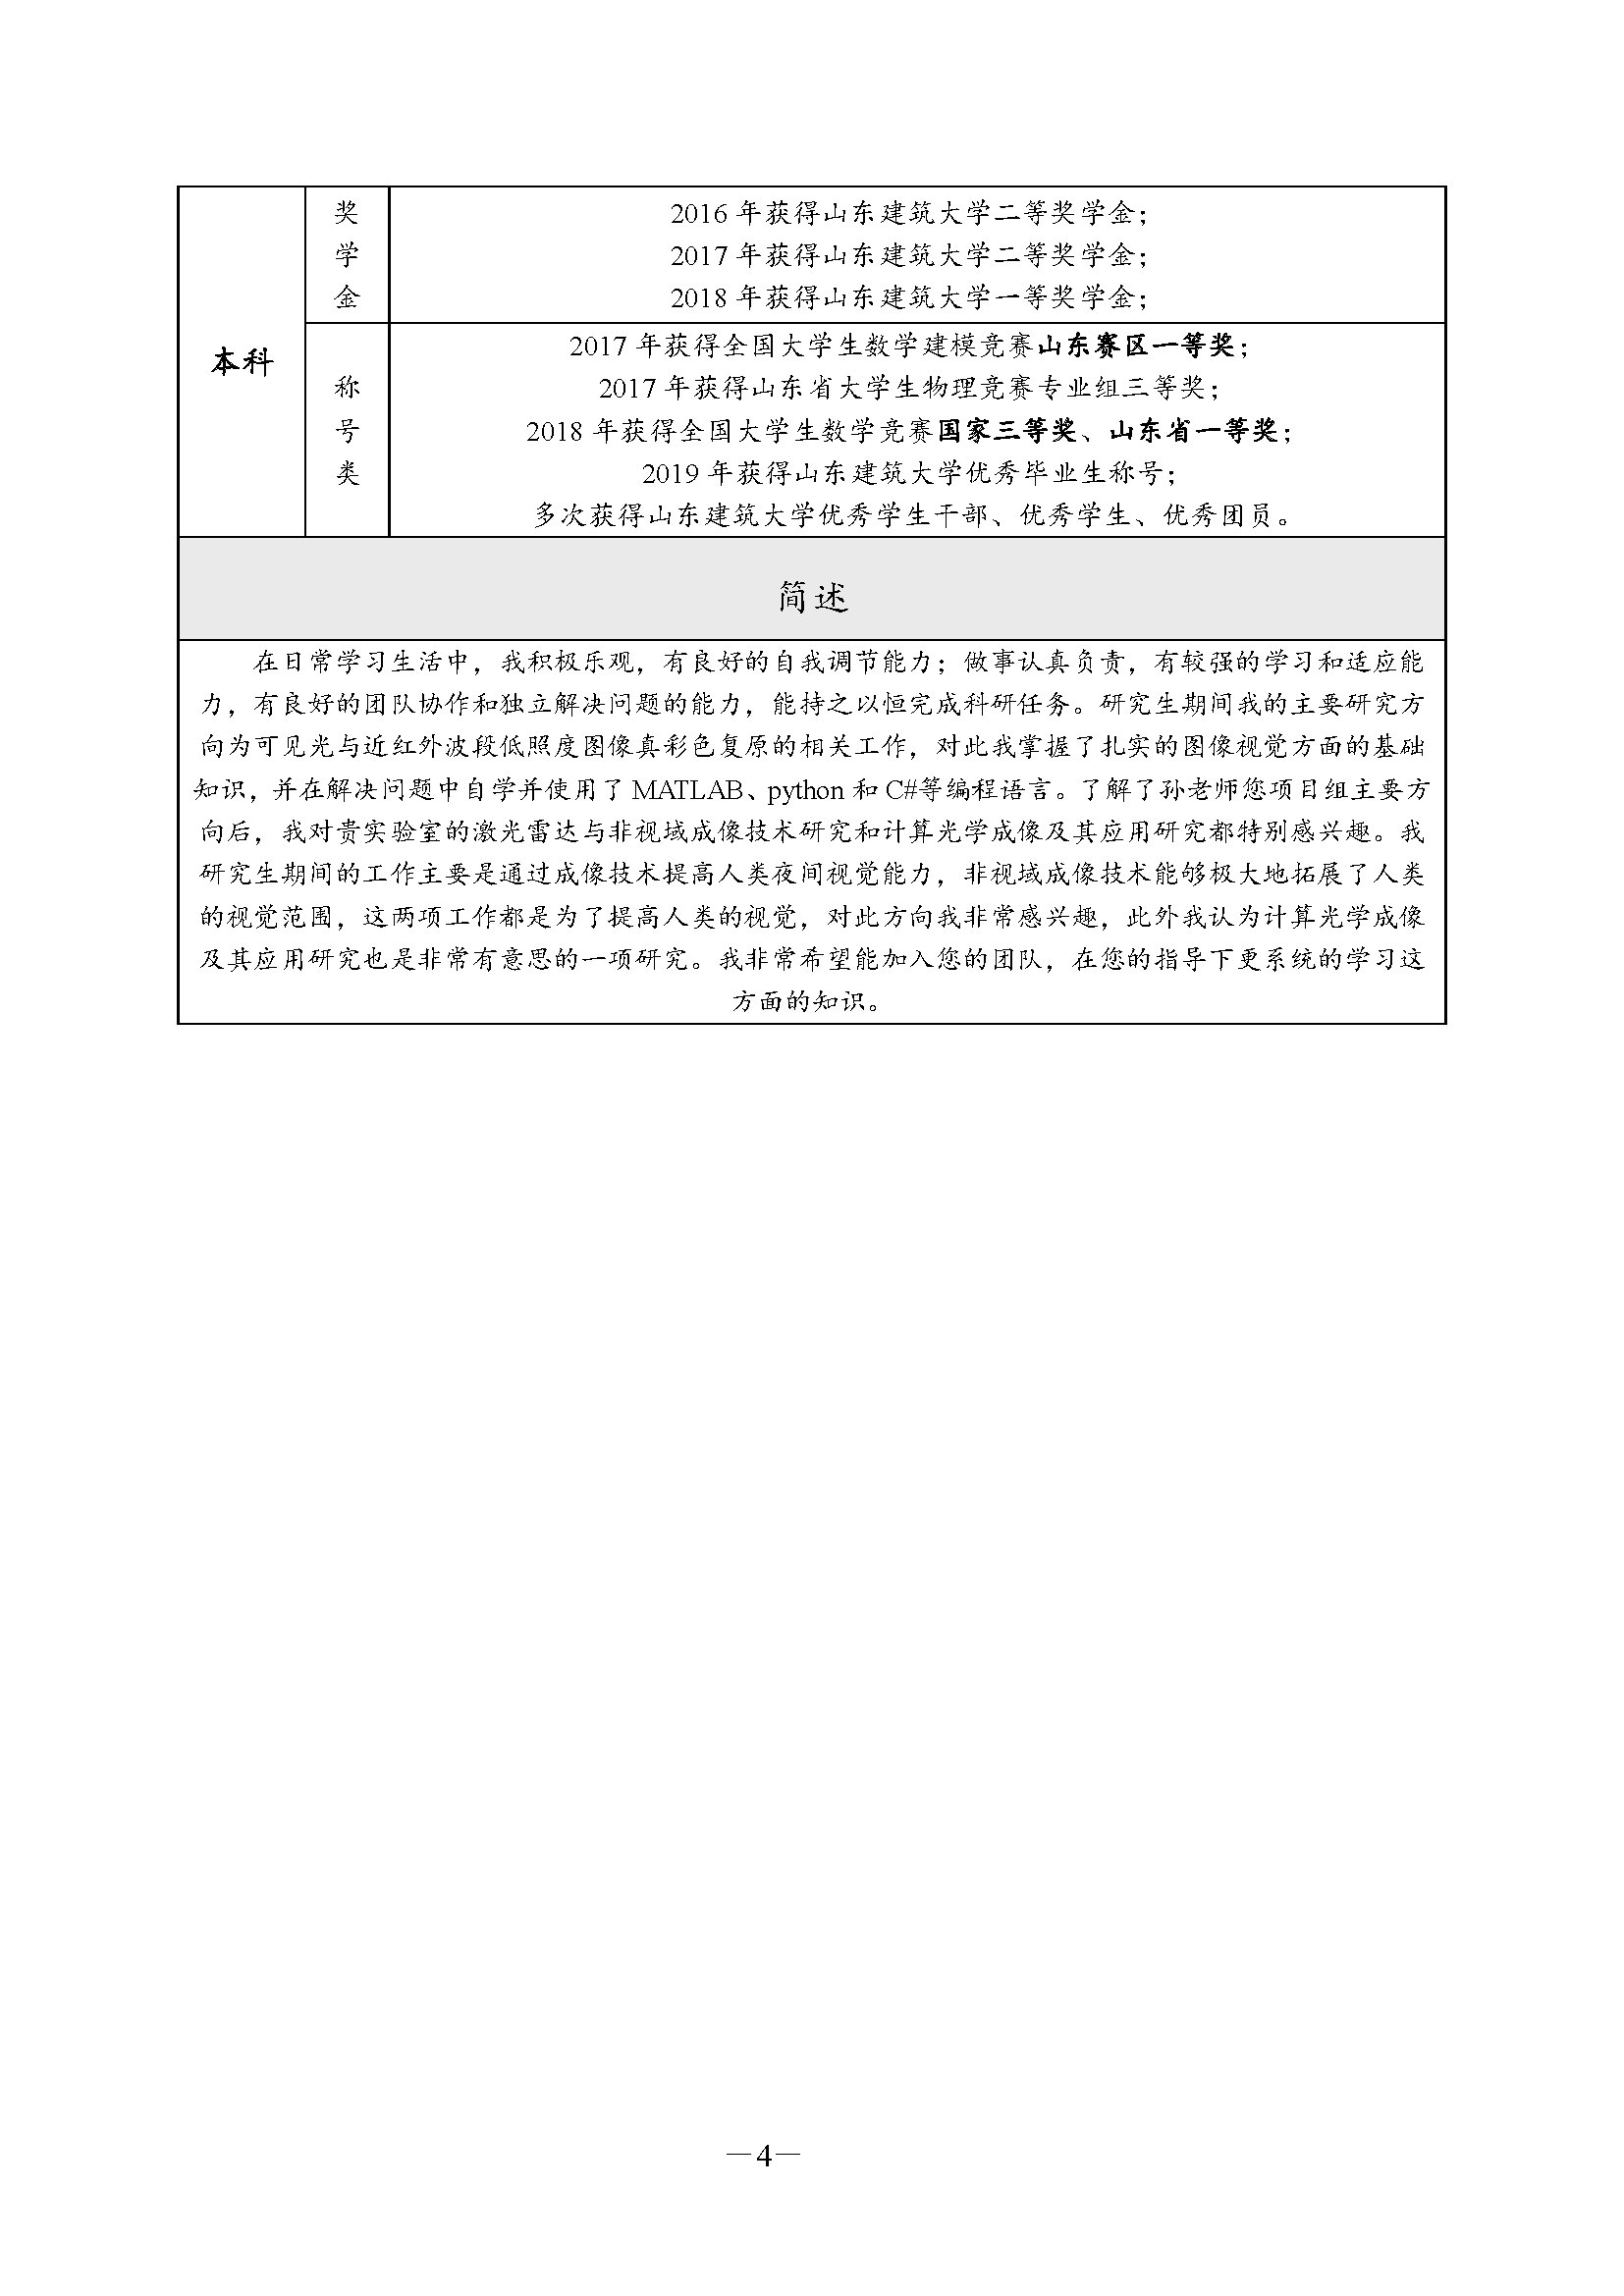 本科
奖
学
金
2016 年获得山东建筑大学二等奖学金；
2017 年获得山东建筑大学二等奖学金；
2018 年获得山东建筑大学一等奖学金；
称
号
类
2017 年获得全国大学生数学建模竞赛山东赛区一等奖；
2017 年获得山东省大学生物理竞赛专业组三等奖；
2018 年获得全国大学生数学竞赛国家三等奖、山东省一等奖；
2019 年获得山东建筑大学优秀毕业生称号；
多次获得山东建筑大学优秀学生干部、优秀学生、优秀团员。
简述
在日常学习生活中，我积极乐观，有良好的自我调节能力；做事认真负责，有较强的学习和适应能
力，有良好的团队协作和独立解决问题的能力，能持之以恒完成科研任务。研究生期间我的主要研究方
向为可见光与近红外波段低照度图像真彩色复原的相关工作，对此我掌握了扎实的图像视觉方面的基础
知识，并在解决问题中自学并使用了 MATLAB、python 和 C#等编程语言。了解了孙老师您项目组主要方
向后，我对贵实验室的激光雷达与非视域成像技术研究和计算光学成像及其应用研究都特别感兴趣。我
研究生期间的工作主要是通过成像技术提高人类夜间视觉能力，非视域成像技术能够极大地拓展了人类
的视觉范围，这两项工作都是为了提高人类的视觉，对此方向我非常感兴趣，此外我认为计算光学成像
及其应用研究也是非常有意思的一项研究。我非常希望能加入您的团队，在您的指导下更系统的学习这
方面的知识。
—4—